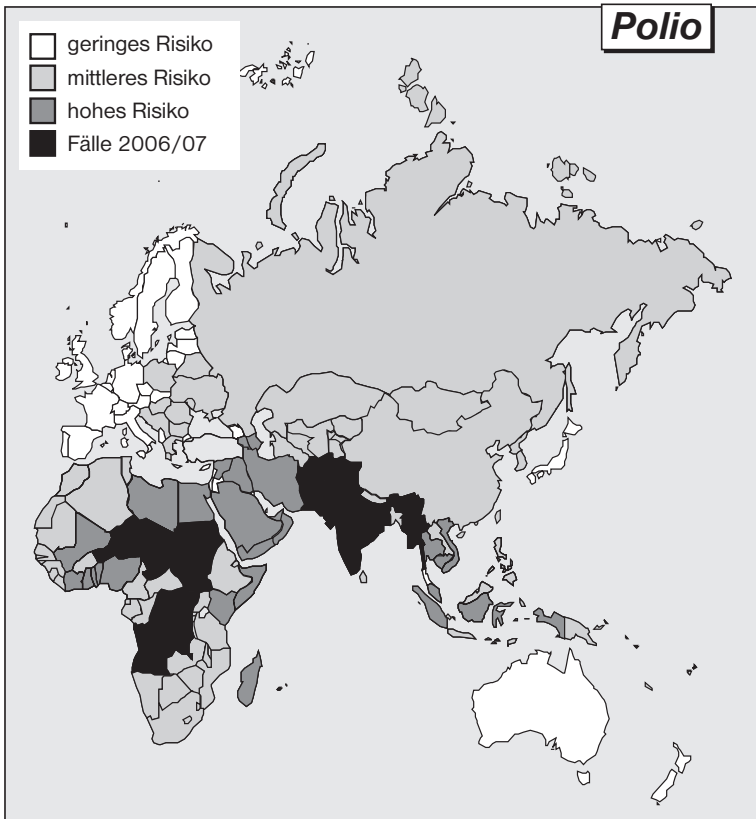 Polio
geringes Risiko
mittleres Risiko
hohes Risiko
Fälle 2006/07